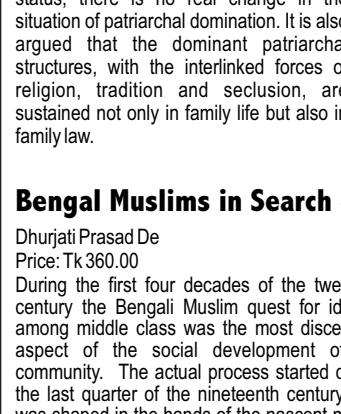 status, there is no real change in the
situation of patriarchal domination. It is also
argued that the dominant patriarcha
structures, with the interlinked forces o
religion, tradition and seclusion, are
sustained not only in family life but also in
family law.
Bengal Muslims in Search
Dhurjati Prasad De
Price: Tk 360.00
During the first four decades of the twe
century the Bengali Muslim quest for id
among middle class was the most disce
aspect of the social development of
community. The actual process started
the last quarter of the nineteenth century
was shaped in the hands of the nascent